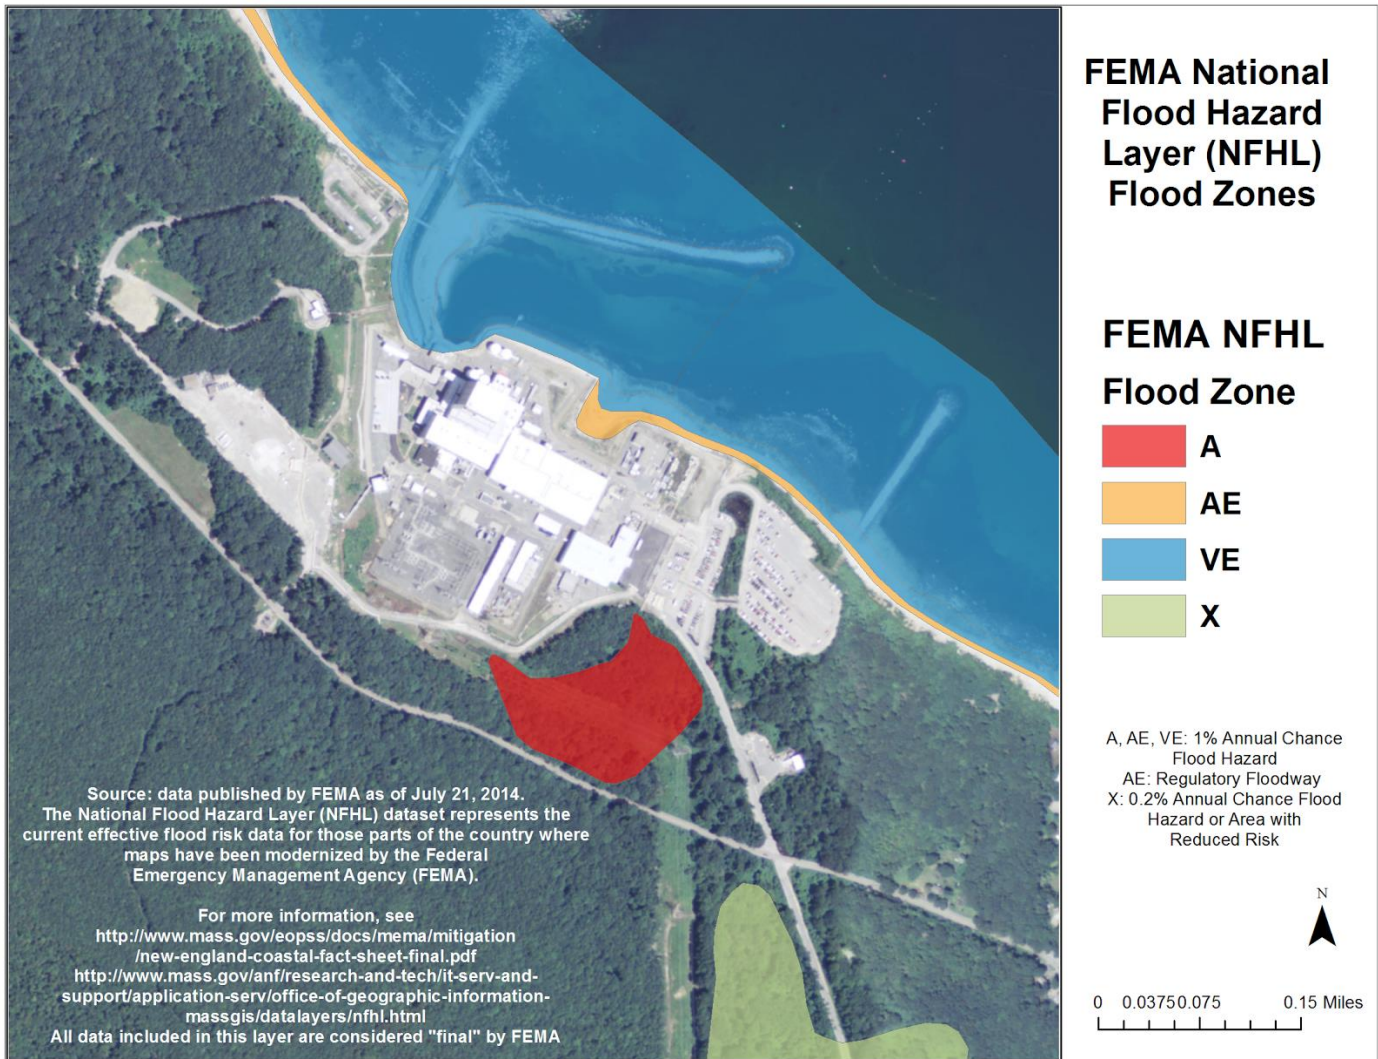 FEMA National
Flood Hazard
Layer (NFHL)
Flood Zones
FEMA NFHL
Flood Zone
A
AE
VE
X
A, AE, VE: 1% Annual Chance
Flood Hazard
AE: Regulatory Floodway
X: 0.2% Annual Chance Flood
Hazard or Area with
Reduced Risk
N
0 0.0375 0.075 0.15 Miles
Source: data published by FEMA as of July 21, 2014.
The National Flood Hazard Layer (NFHL) dataset represents the
current effective flood risk data for those parts of the country where
maps have been modernized by the Federal
Emergency Management Agency (FEMA).
For more information, see
http://www.mass.gov/eopss/docs/mema/mitigation
/new-england-coastal-fact-sheet-final.pdf
http://www.mass.gov/anf/research-and-tech/it-serv-and-
support/application-serv/office-of-geographic-information-
massgis/datalayers/nfhl.html
All data included in this layer are considered "final" by FEMA